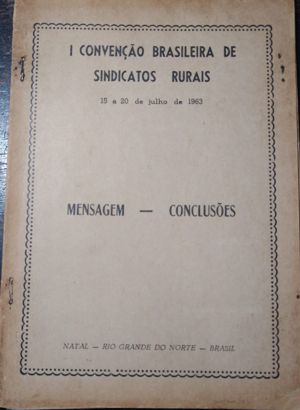 I CONVENÇÃO BRASILEIRA DE
SINDICATOS RURAIS
15 a 20 de julho de 1963
MENSAGEM — CONCLUSÕES
NATAL — RIO GRANDE DO NORTE — BRASIL